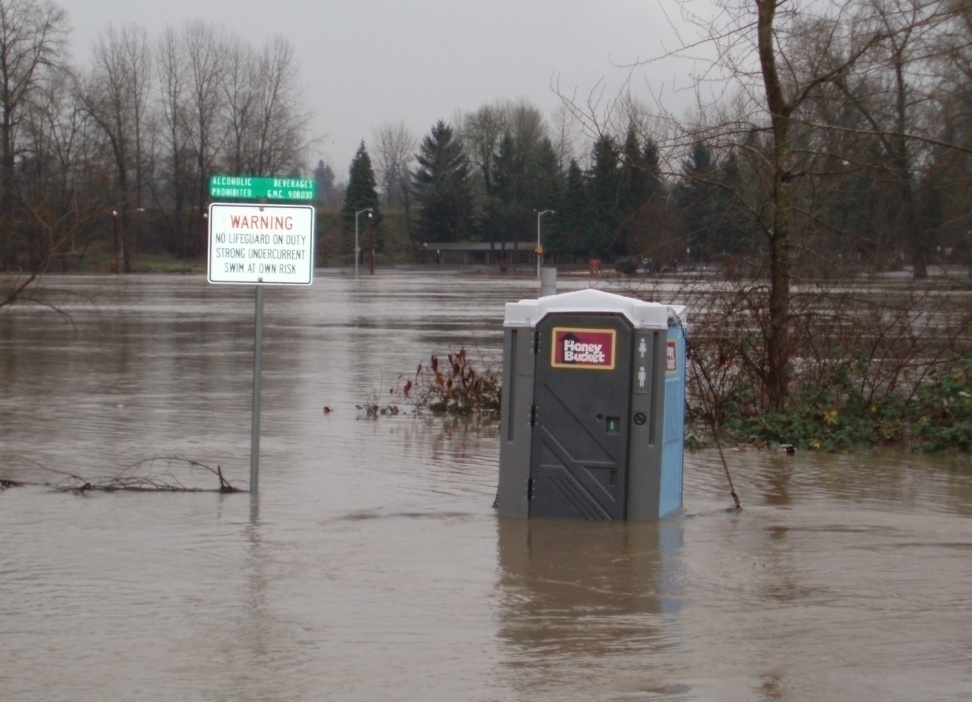 ALCOHOLIC BEVERAGES
PROHIBITED G.M.C. 9.08.030
WARNING
NO LIFEGUARD ON DUTY
STRONG UNDERCURRENT
SWIM AT OWN RISK
Honey
Bucket